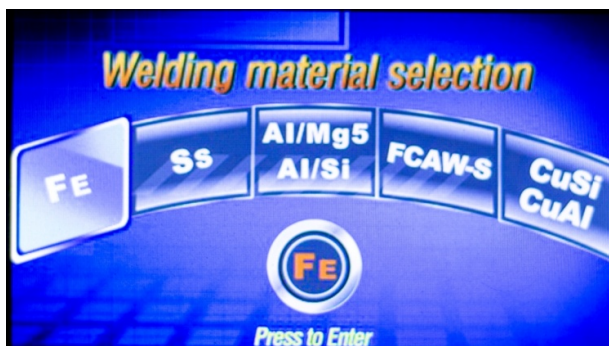 Welding material selection
Fe
Ss
Al/Mg5
Al/Si
FCAW-S
CuSi
CuAl
Fe
Press to Enter